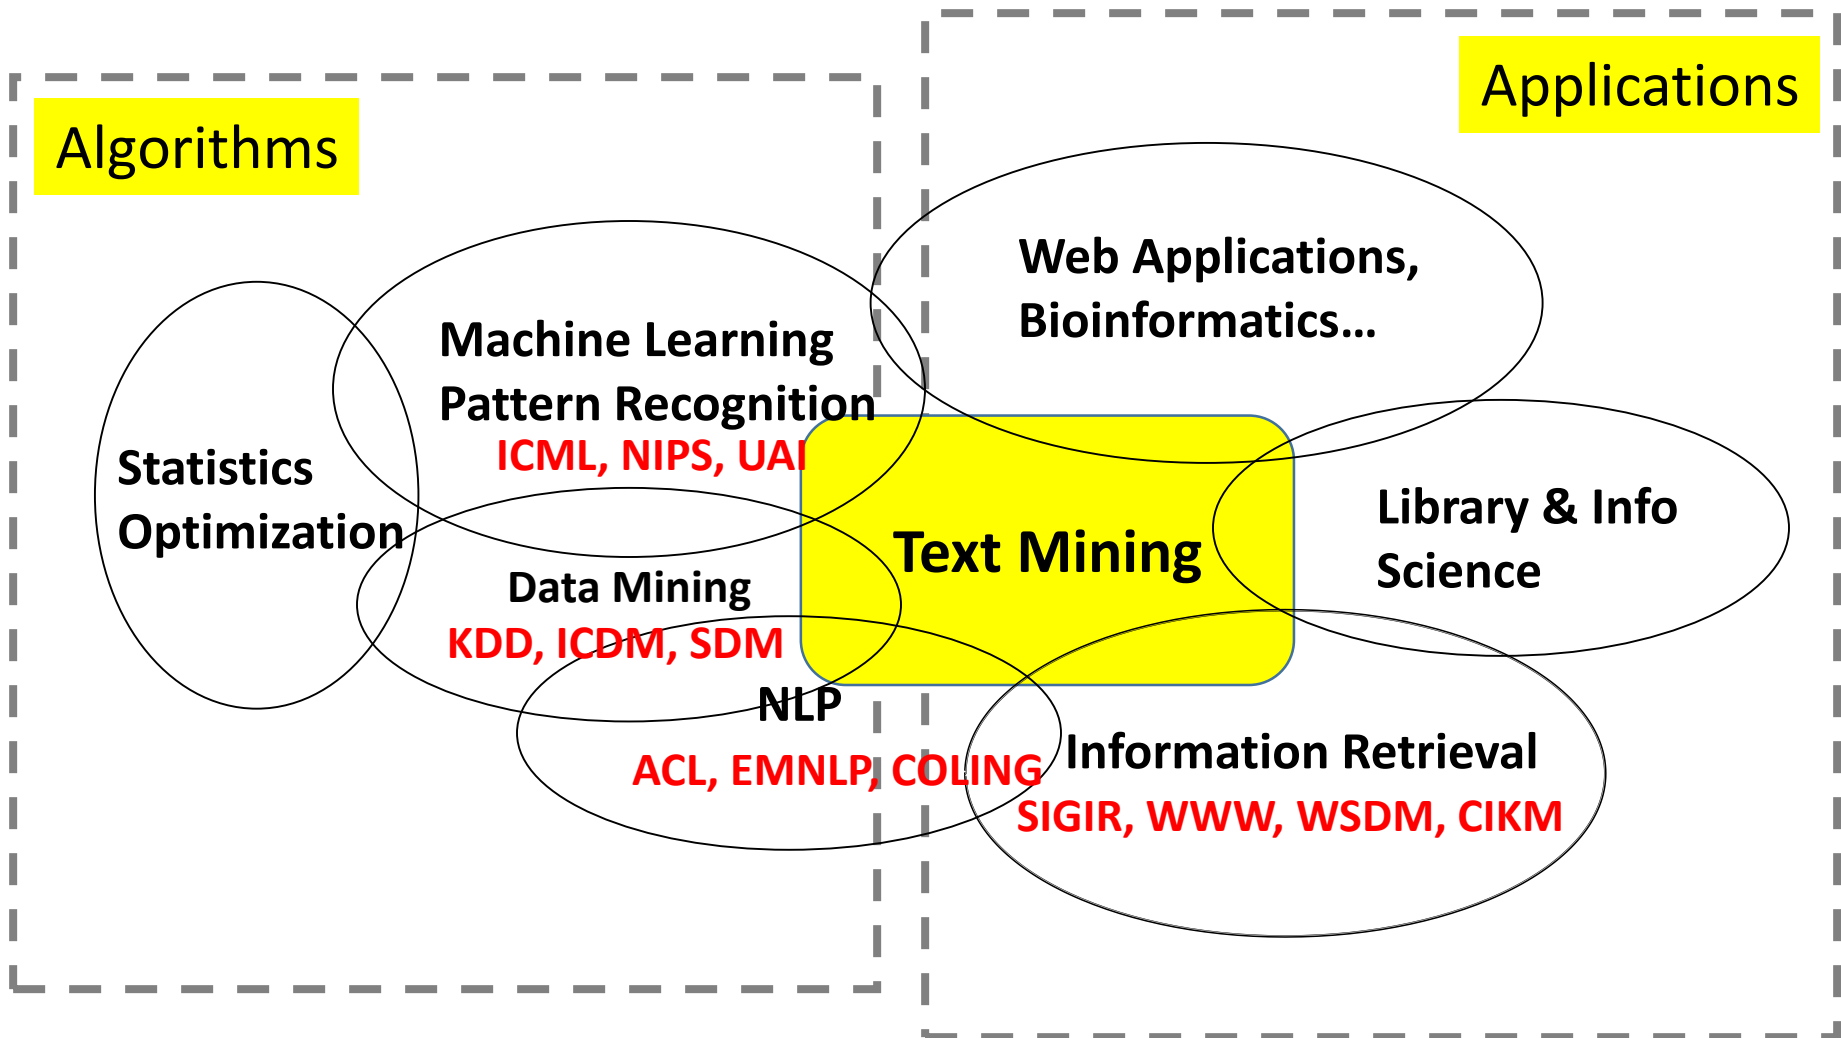 Algorithms
Applications
Web Applications,
Bioinformatics…
Machine Learning
Pattern Recognition
ICML, NIPS, UAI
Statistics
Optimization
Text Mining
Library & Info
Science
Data Mining
KDD, ICDM, SDM
NLP
ACL, EMNLP, COLING
Information Retrieval
SIGIR, WWW, WSDM, CIKM